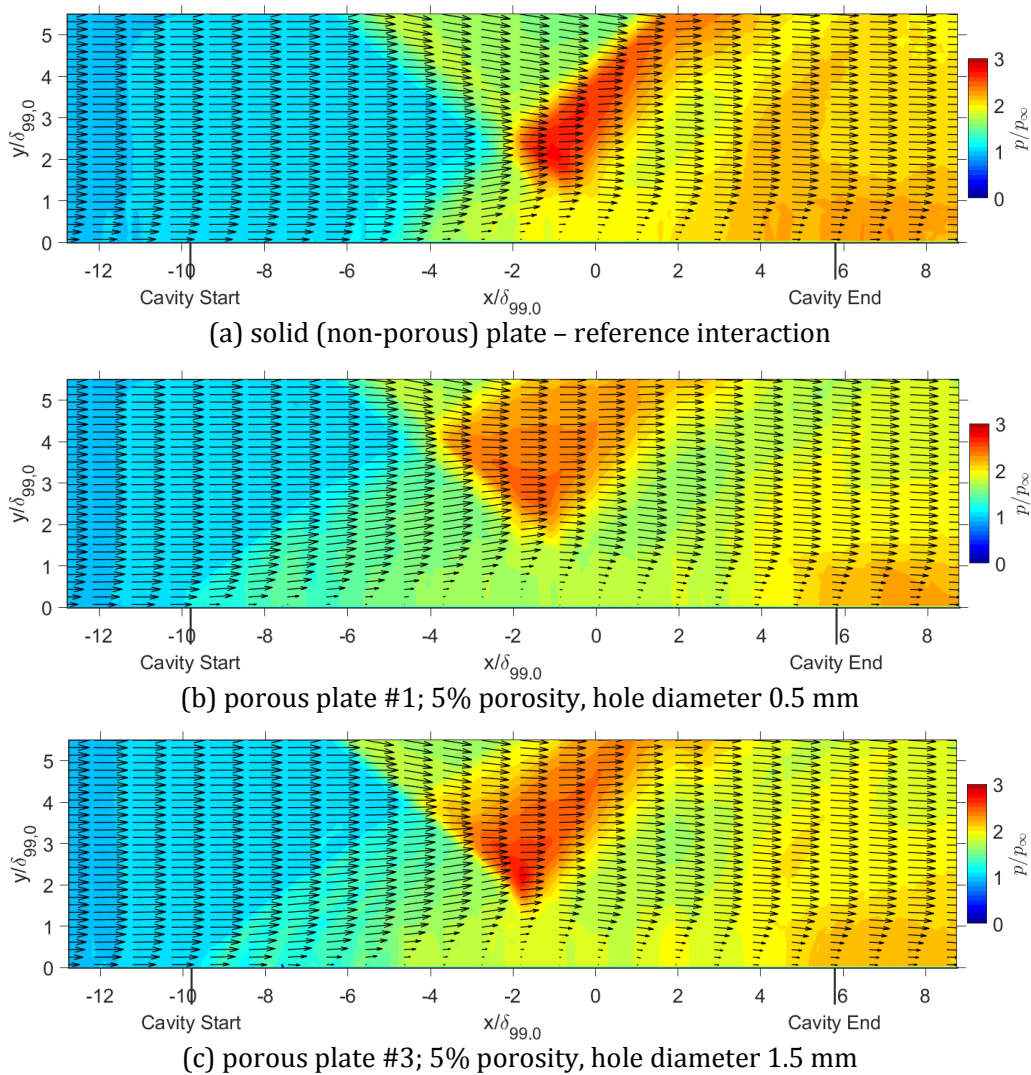 5
4
3
2
1
0
y/δ99,0
-12 -10 -8 -6 -4 -2 0 2 4 6 8
Cavity Start x/δ99.0 Cavity End
3
2
1
0
p/p∞
(a) solid (non-porous) plate – reference interaction
5
4
3
2
1
0
y/δ99,0
-12 -10 -8 -6 -4 -2 0 2 4 6 8
Cavity Start x/δ99.0 Cavity End
3
2
1
0
p/p∞
(b) porous plate #1; 5% porosity, hole diameter 0.5 mm
5
4
3
2
1
0
y/δ99,0
-12 -10 -8 -6 -4 -2 0 2 4 6 8
Cavity Start x/δ99.0 Cavity End
3
2
1
0
p/p∞
(c) porous plate #3; 5% porosity, hole diameter 1.5 mm